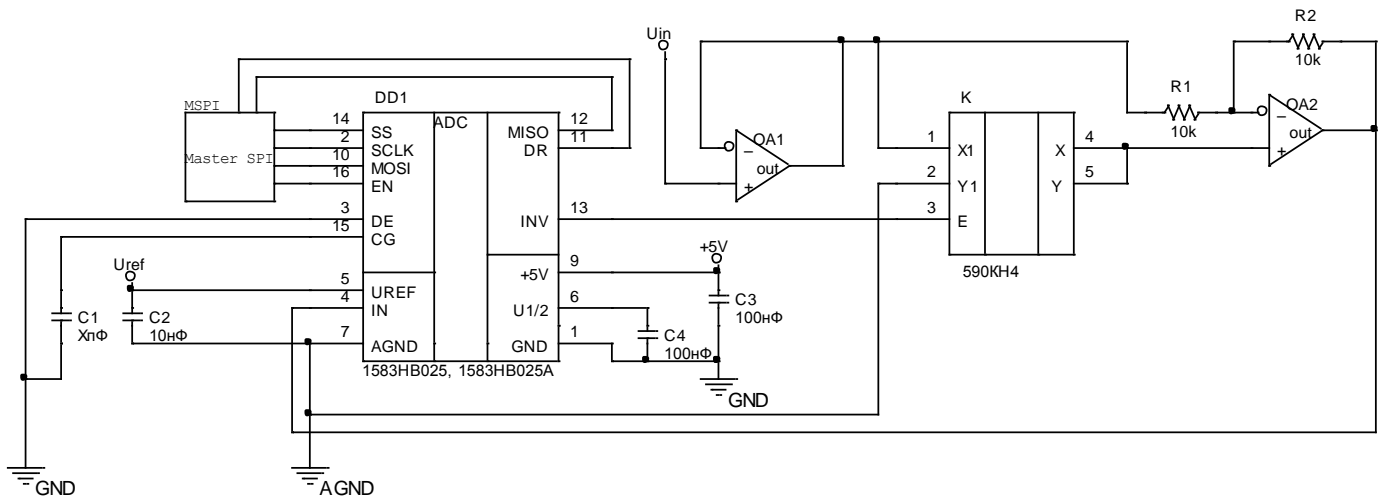 R2
10k
Uin
R1
10k
OA2
out
K
1
X1
X
4
2
Y1
Y
5
3
E
590КН4
OA1
out
MSPI
Master SPI
DD1
ADC
14
SS
MISO
12
2
SCLK
DR
11
10
MOSI
16
EN
3
DE
INV
13
15
CG
Uref
5
UREF
+5V
9
+5V
4
IN
U1/2
6
7
AGND
GND
1
1583НВ025, 1583НВ025А
C1
ХпФ
C2
10нФ
C3
100нФ
C4
100нФ
GND
GND
AGND